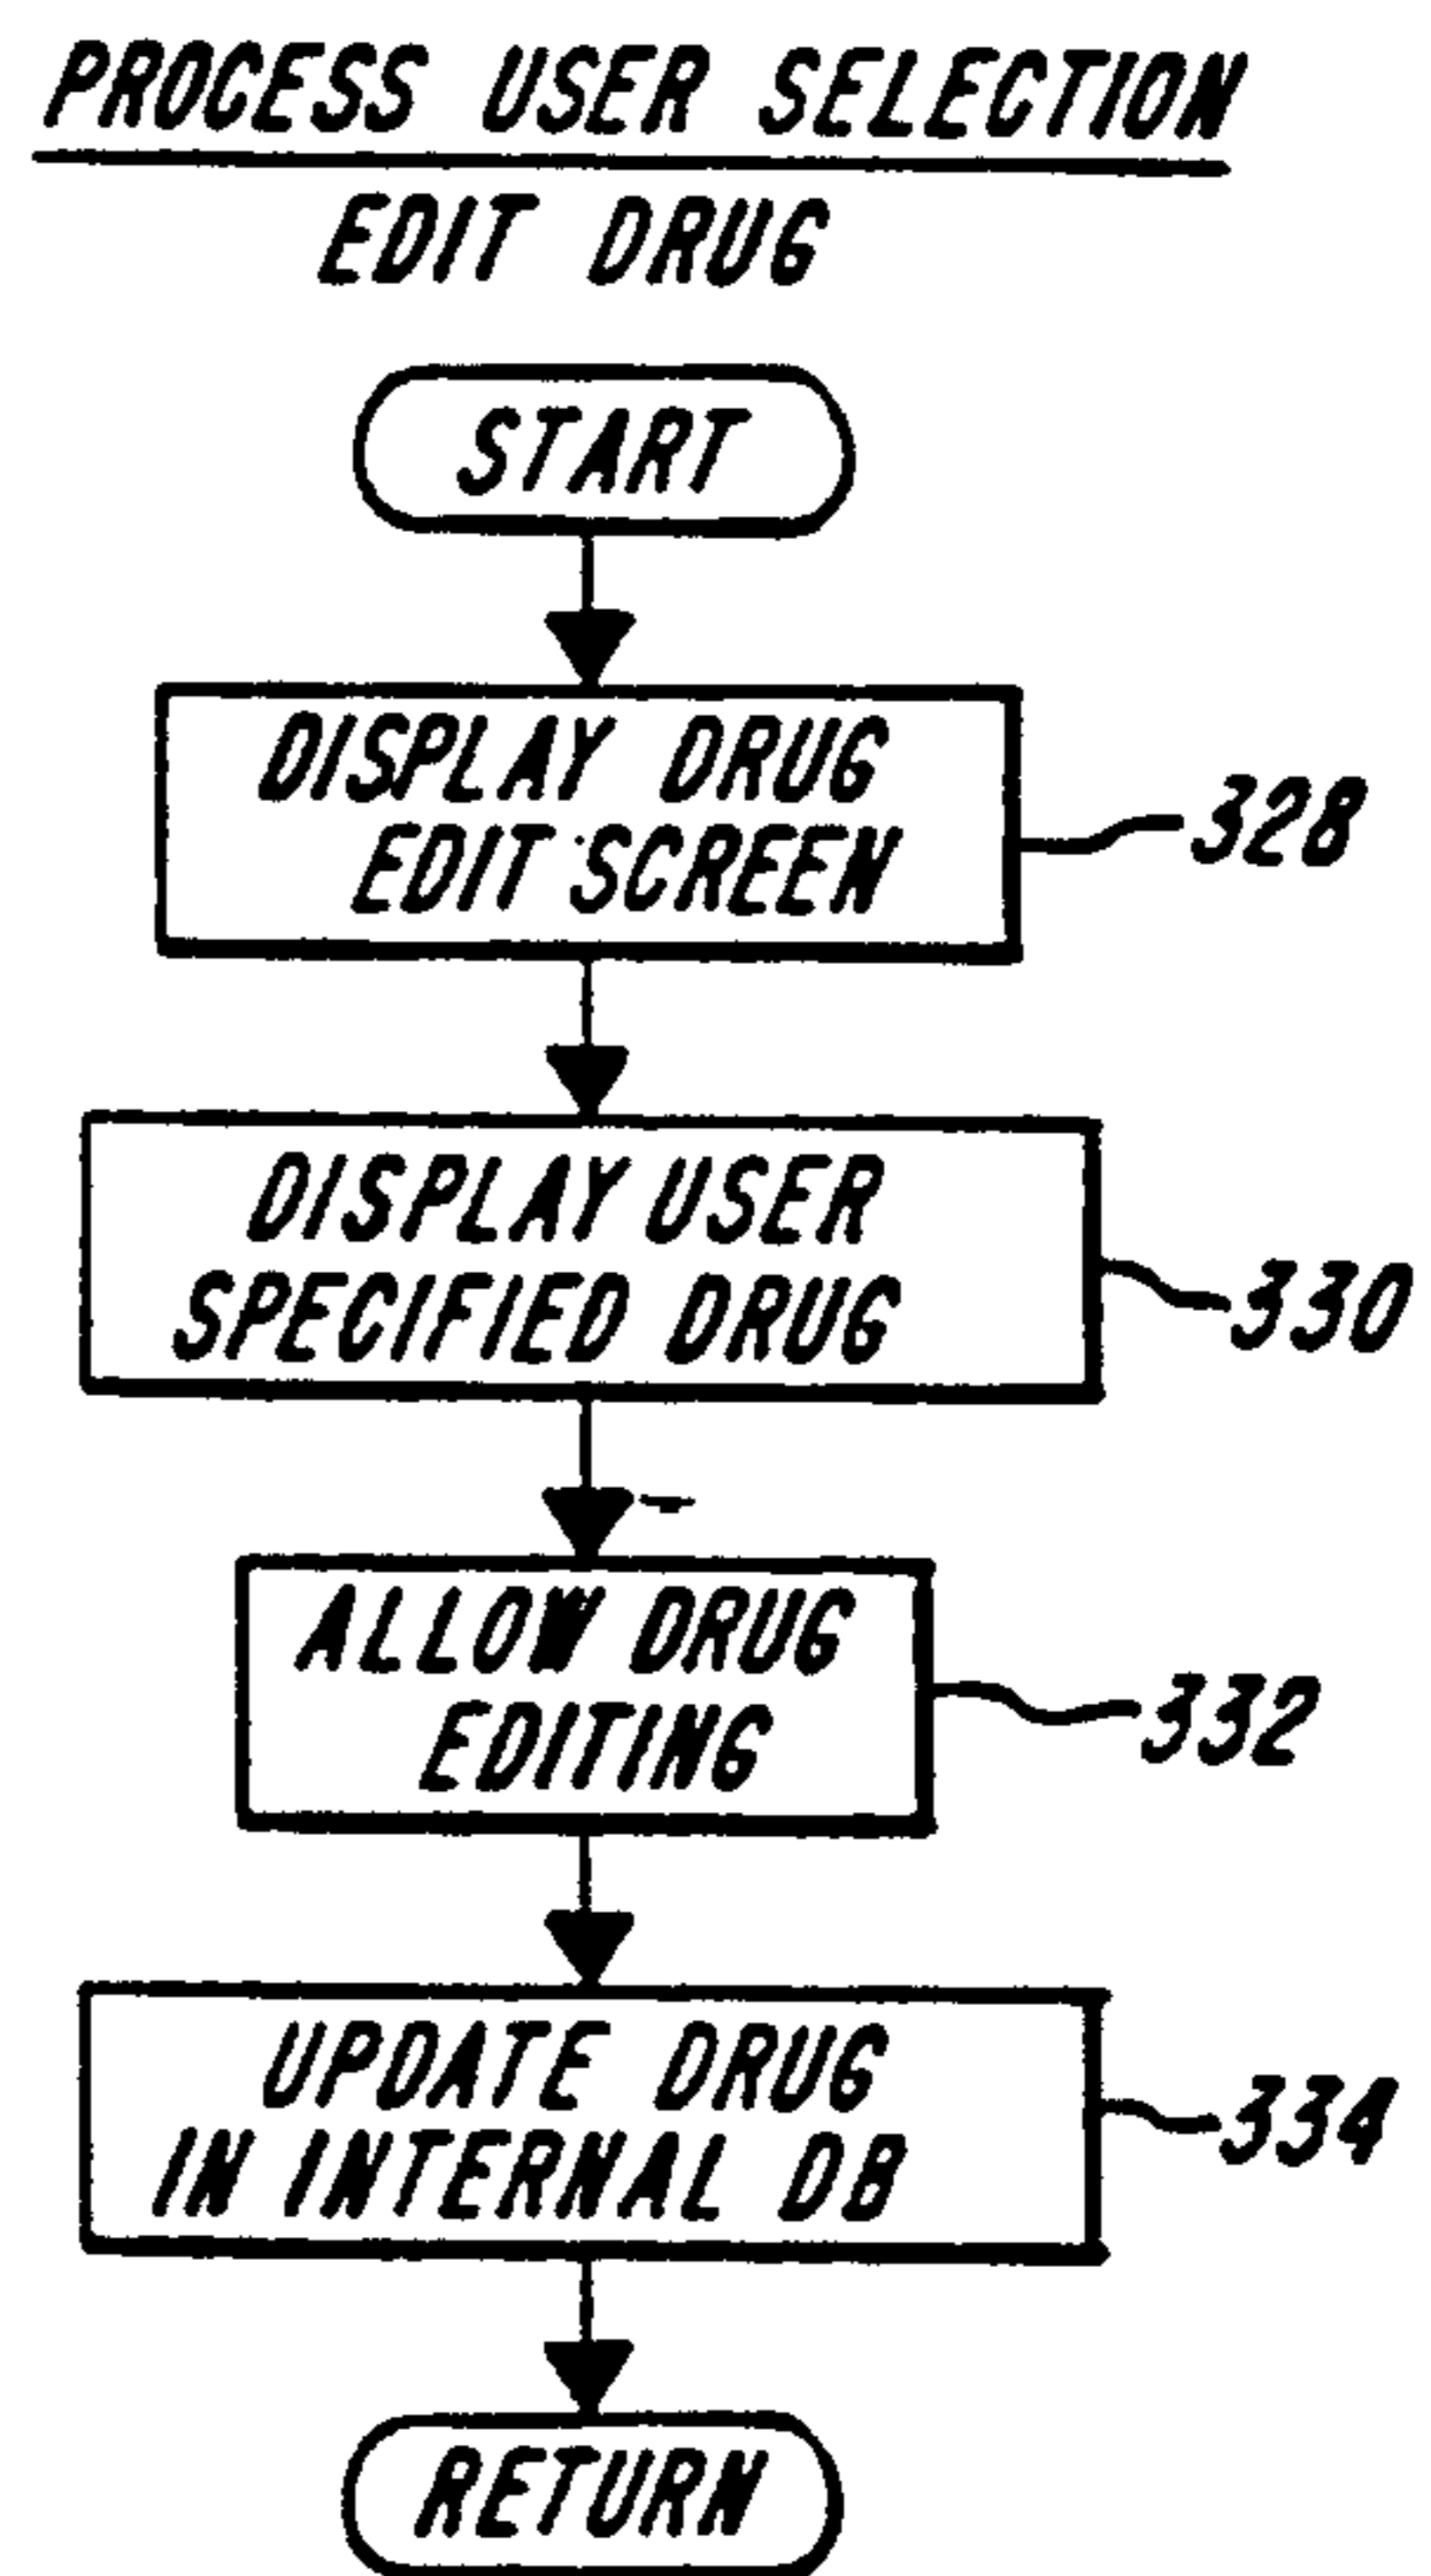 PROCESS USER SELECTION
EDIT DRUG
START
DISPLAY DRUG
EDIT SCREEN
328
DISPLAY USER
SPECIFIED DRUG
330
ALLOW DRUG
EDITING
332
UPDATE DRUG
IN INTERNAL DB
334
RETURN